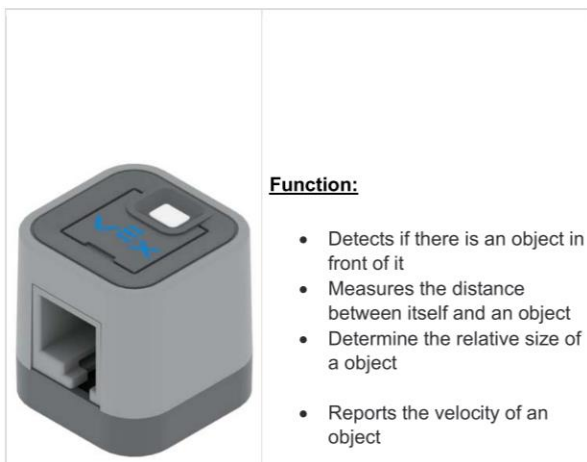 VEX
Function:
• Detects if there is an object in
front of it
• Measures the distance
between itself and an object
• Determine the relative size of
a object
• Reports the velocity of an
object